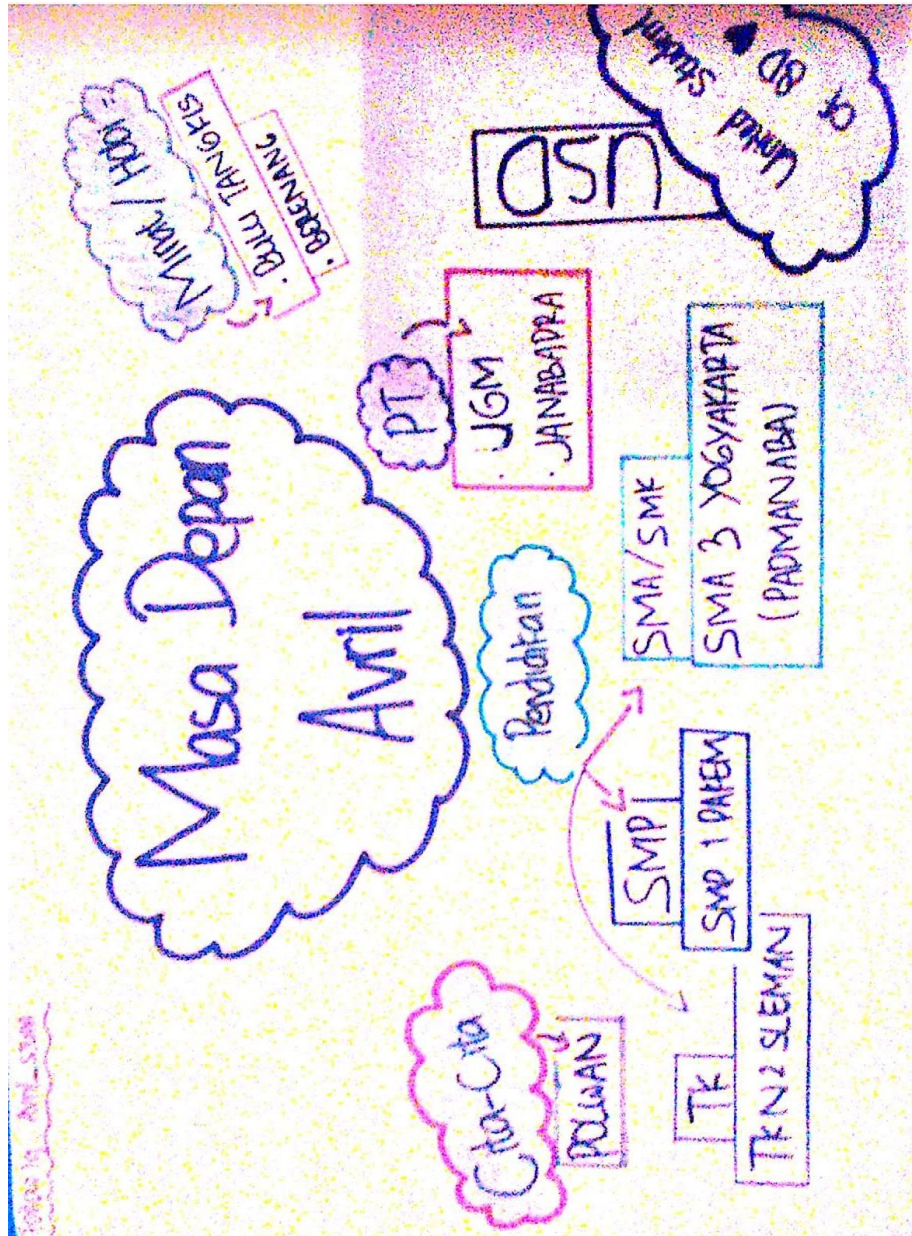 Masa Depan
Avril
Minat / Hobi
· BULU TANGKIS
· BERENANG
Cita-Cita
POLWAN
Pendidikan
PT
· UGM
· JANABADRA
TK
TK N 2 SLEMAN
SMP
SMP 1 PAKEM
SMA/SMK
SMA 3 YOGYAKARTA
(PADMANABA)
USD
United student
of 8D